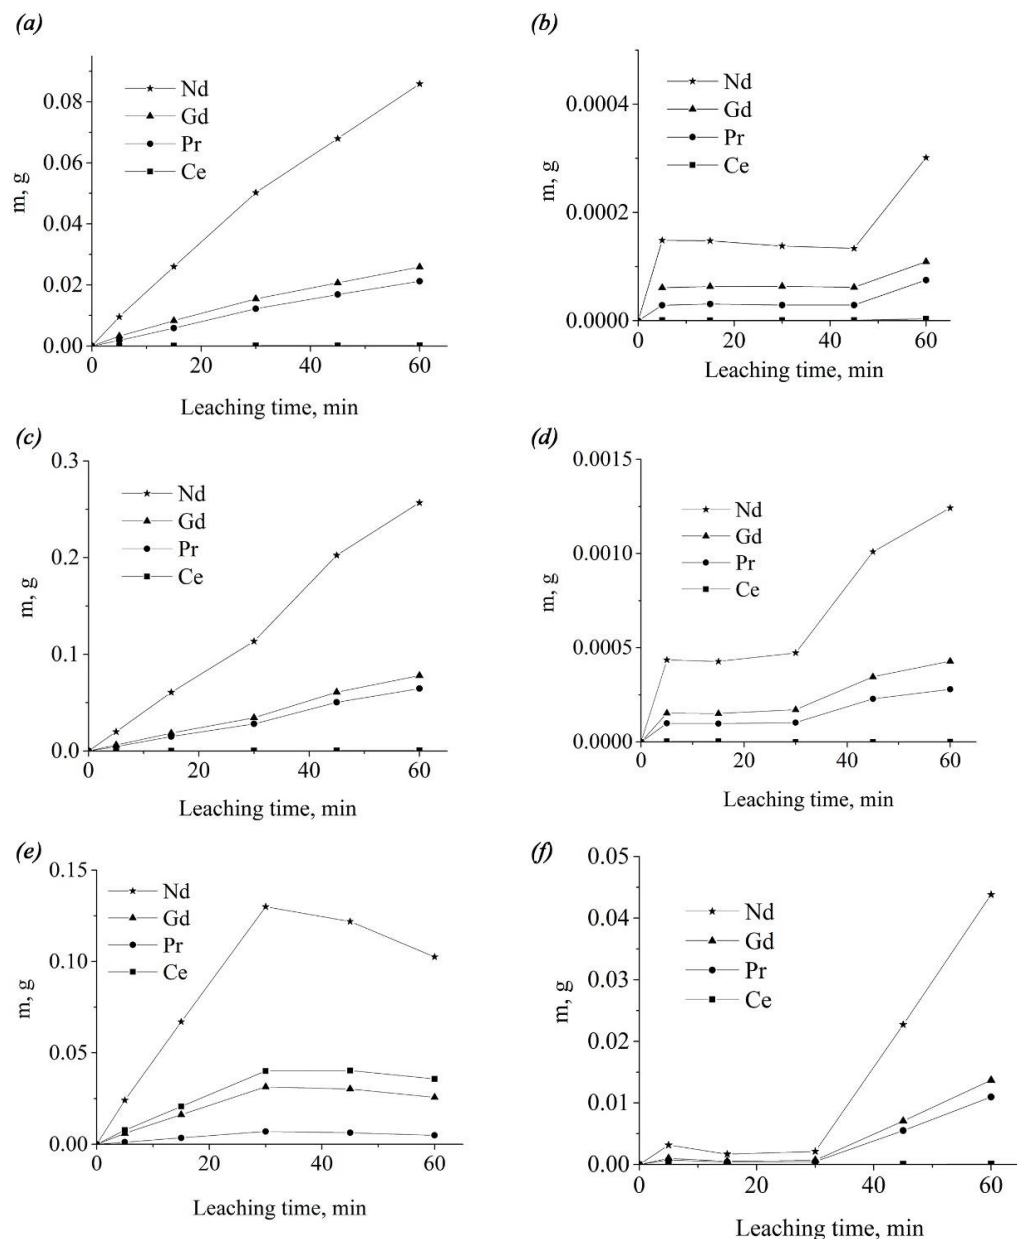 (a)
Nd
Gd
Pr
Ce
m, g
0.08
0.06
0.04
0.02
0.00
0
20
40
60
Leaching time, min
(b)
Nd
Gd
Pr
Ce
m, g
0.0004
0.0002
0.0000
0
20
40
60
Leaching time, min
(c)
Nd
Gd
Pr
Ce
m, g
0.3
0.2
0.1
0.0
0
20
40
60
Leaching time, min
(d)
Nd
Gd
Pr
Ce
m, g
0.0015
0.0010
0.0005
0.0000
0
20
40
60
Leaching time, min
(e)
Nd
Gd
Pr
Ce
m, g
0.15
0.10
0.05
0.00
0
20
40
60
Leaching time, min
(f)
Nd
Gd
Pr
Ce
m, g
0.05
0.04
0.03
0.02
0.01
0.00
0
20
40
60
Leaching time, min